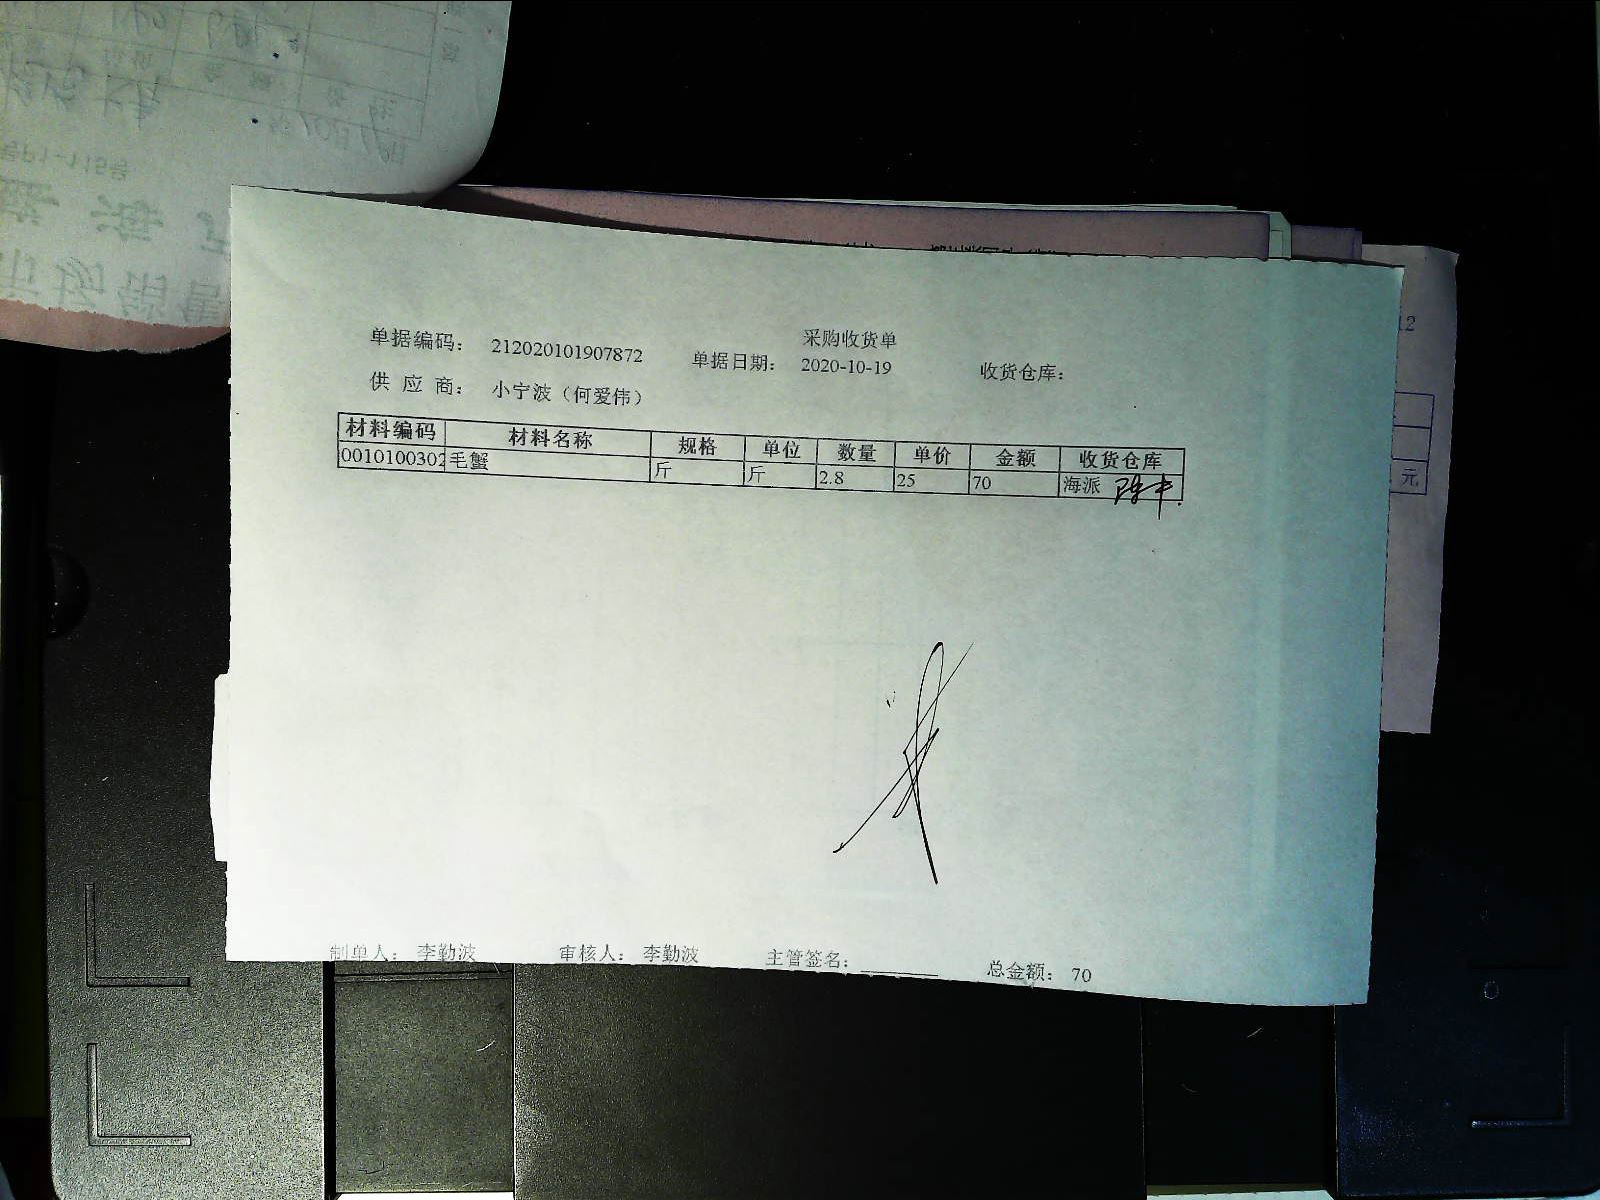 采购收货单
单据编码： 212020101907872 单据日期： 2020-10-19 收货仓库：
供 应 商： 小宁波（何爱伟）
材料编码 材料名称 规格 单位 数量 单价 金额 收货仓库
0010100302 毛蟹 斤 斤 2.8 25 70 海派
制单人： 李勤波 审核人： 李勤波 主管签名： 总金额： 70
12
元